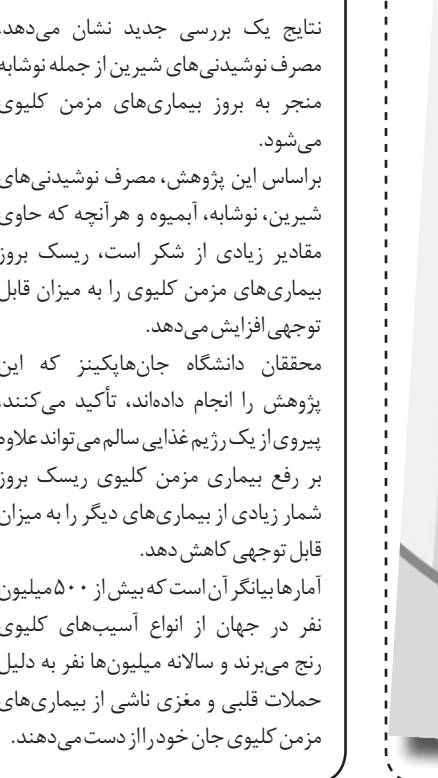 نتایج یک بررسی جدید نشان می‌دهد،
مصرف نوشیدنی‌های شیرین از جمله نوشابه
منجر به بروز بیماری‌های مزمن کلیوی
می‌شود.
براساس این پژوهش، مصرف نوشیدنی‌های
شیرین، نوشابه، آبمیوه و هرآنچه که حاوی
مقادیر زیادی از شکر است، ریسک بروز
بیماری‌های مزمن کلیوی را به میزان قابل
توجهی افزایش می‌دهد.
محققان دانشگاه جان‌هاپکینز که این
پژوهش را انجام داده‌اند، تأکید می‌کنند،
پیروی از یک رژیم غذایی سالم می‌تواند علاوه
بر رفع بیماری مزمن کلیوی ریسک بروز
شمار زیادی از بیماری‌های دیگر را به میزان
قابل توجهی کاهش دهد.
آمارها بیانگر آن است که بیش از ۵۰۰ میلیون
نفر در جهان از انواع آسیب‌های کلیوی
رنج می‌برند و سالانه میلیون‌ها نفر به دلیل
حملات قلبی و مغزی ناشی از بیماری‌های
مزمن کلیوی جان خود را از دست می‌دهند.